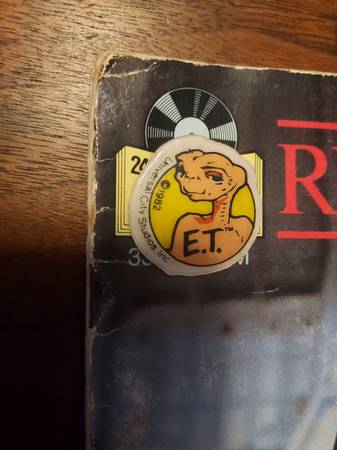 24
©1982
Universal City Studios, Inc.
E.T.™
R
33
M